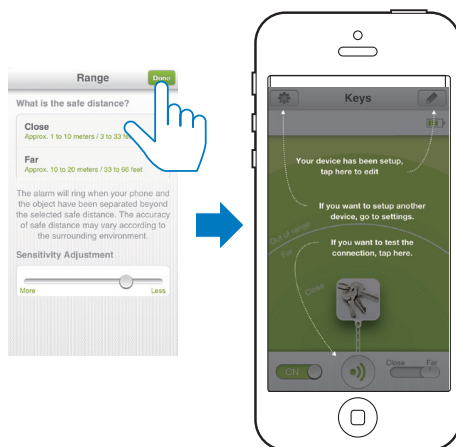 Range
Done
What is the safe distance?
Close
Approx. 1 to 10 meters / 3 to 33 feet
Far
Approx. 10 to 20 meters / 33 to 66 feet
The alarm will ring when your phone and
the object have been separated beyond
the selected safe distance. The accuracy
of safe distance may vary according to
the surrounding environment.
Sensitivity Adjustment
More
Less
Keys
Your device has been setup,
tap here to edit
If you want to setup another
device, go to settings.
If you want to test the
connection, tap here.
Out of range
Far
Close
ON
Close
Far